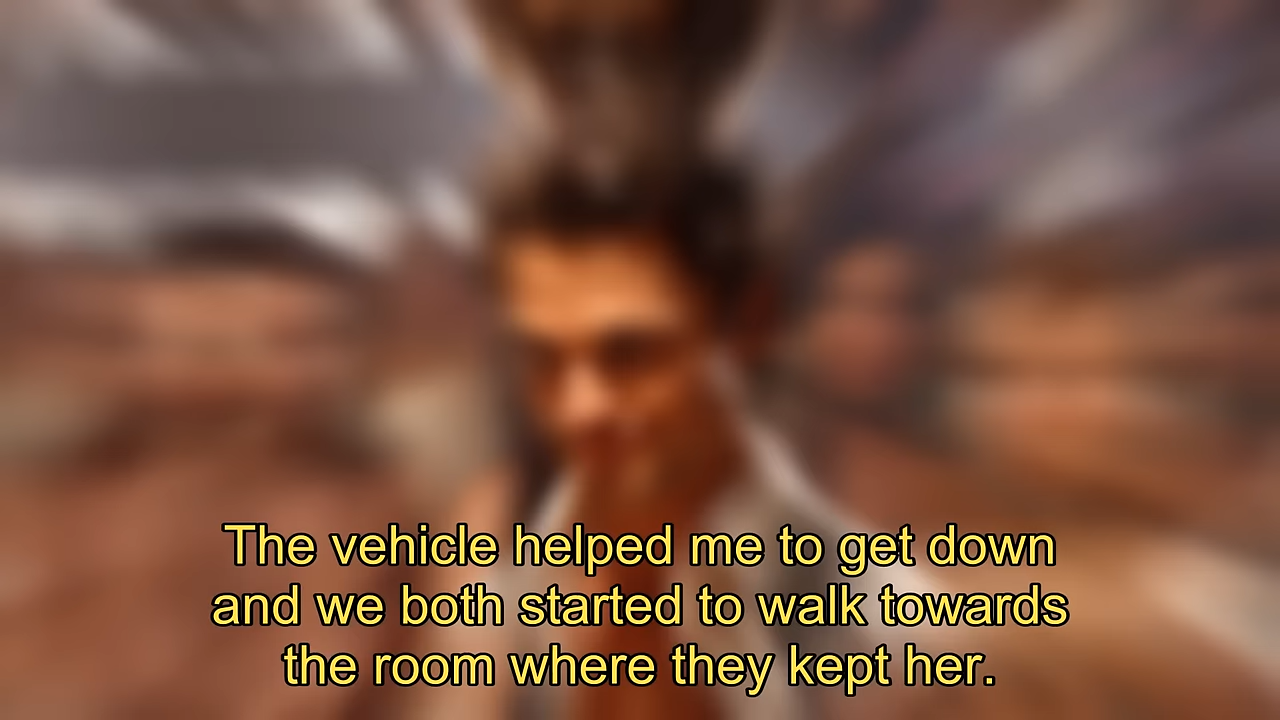 The vehicle helped me to get down
and we both started to walk towards
the room where they kept her.